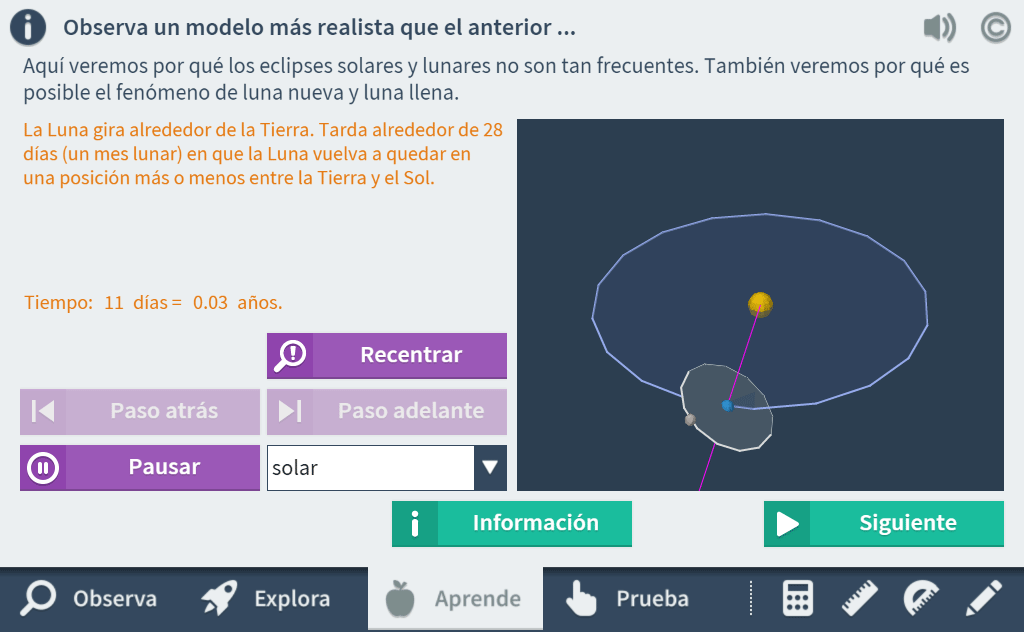 Observa un modelo más realista que el anterior ...
Aquí veremos por qué los eclipses solares y lunares no son tan frecuentes. También veremos por qué es
posible el fenómeno de luna nueva y luna llena.
La Luna gira alrededor de la Tierra. Tarda alrededor de 28
días (un mes lunar) en que la Luna vuelva a quedar en
una posición más o menos entre la Tierra y el Sol.
Tiempo: 11 días = 0.03 años.
Recentrar
Paso atrás
Paso adelante
Pausar
solar
Información
Siguiente
Observa
Explora
Aprende
Prueba